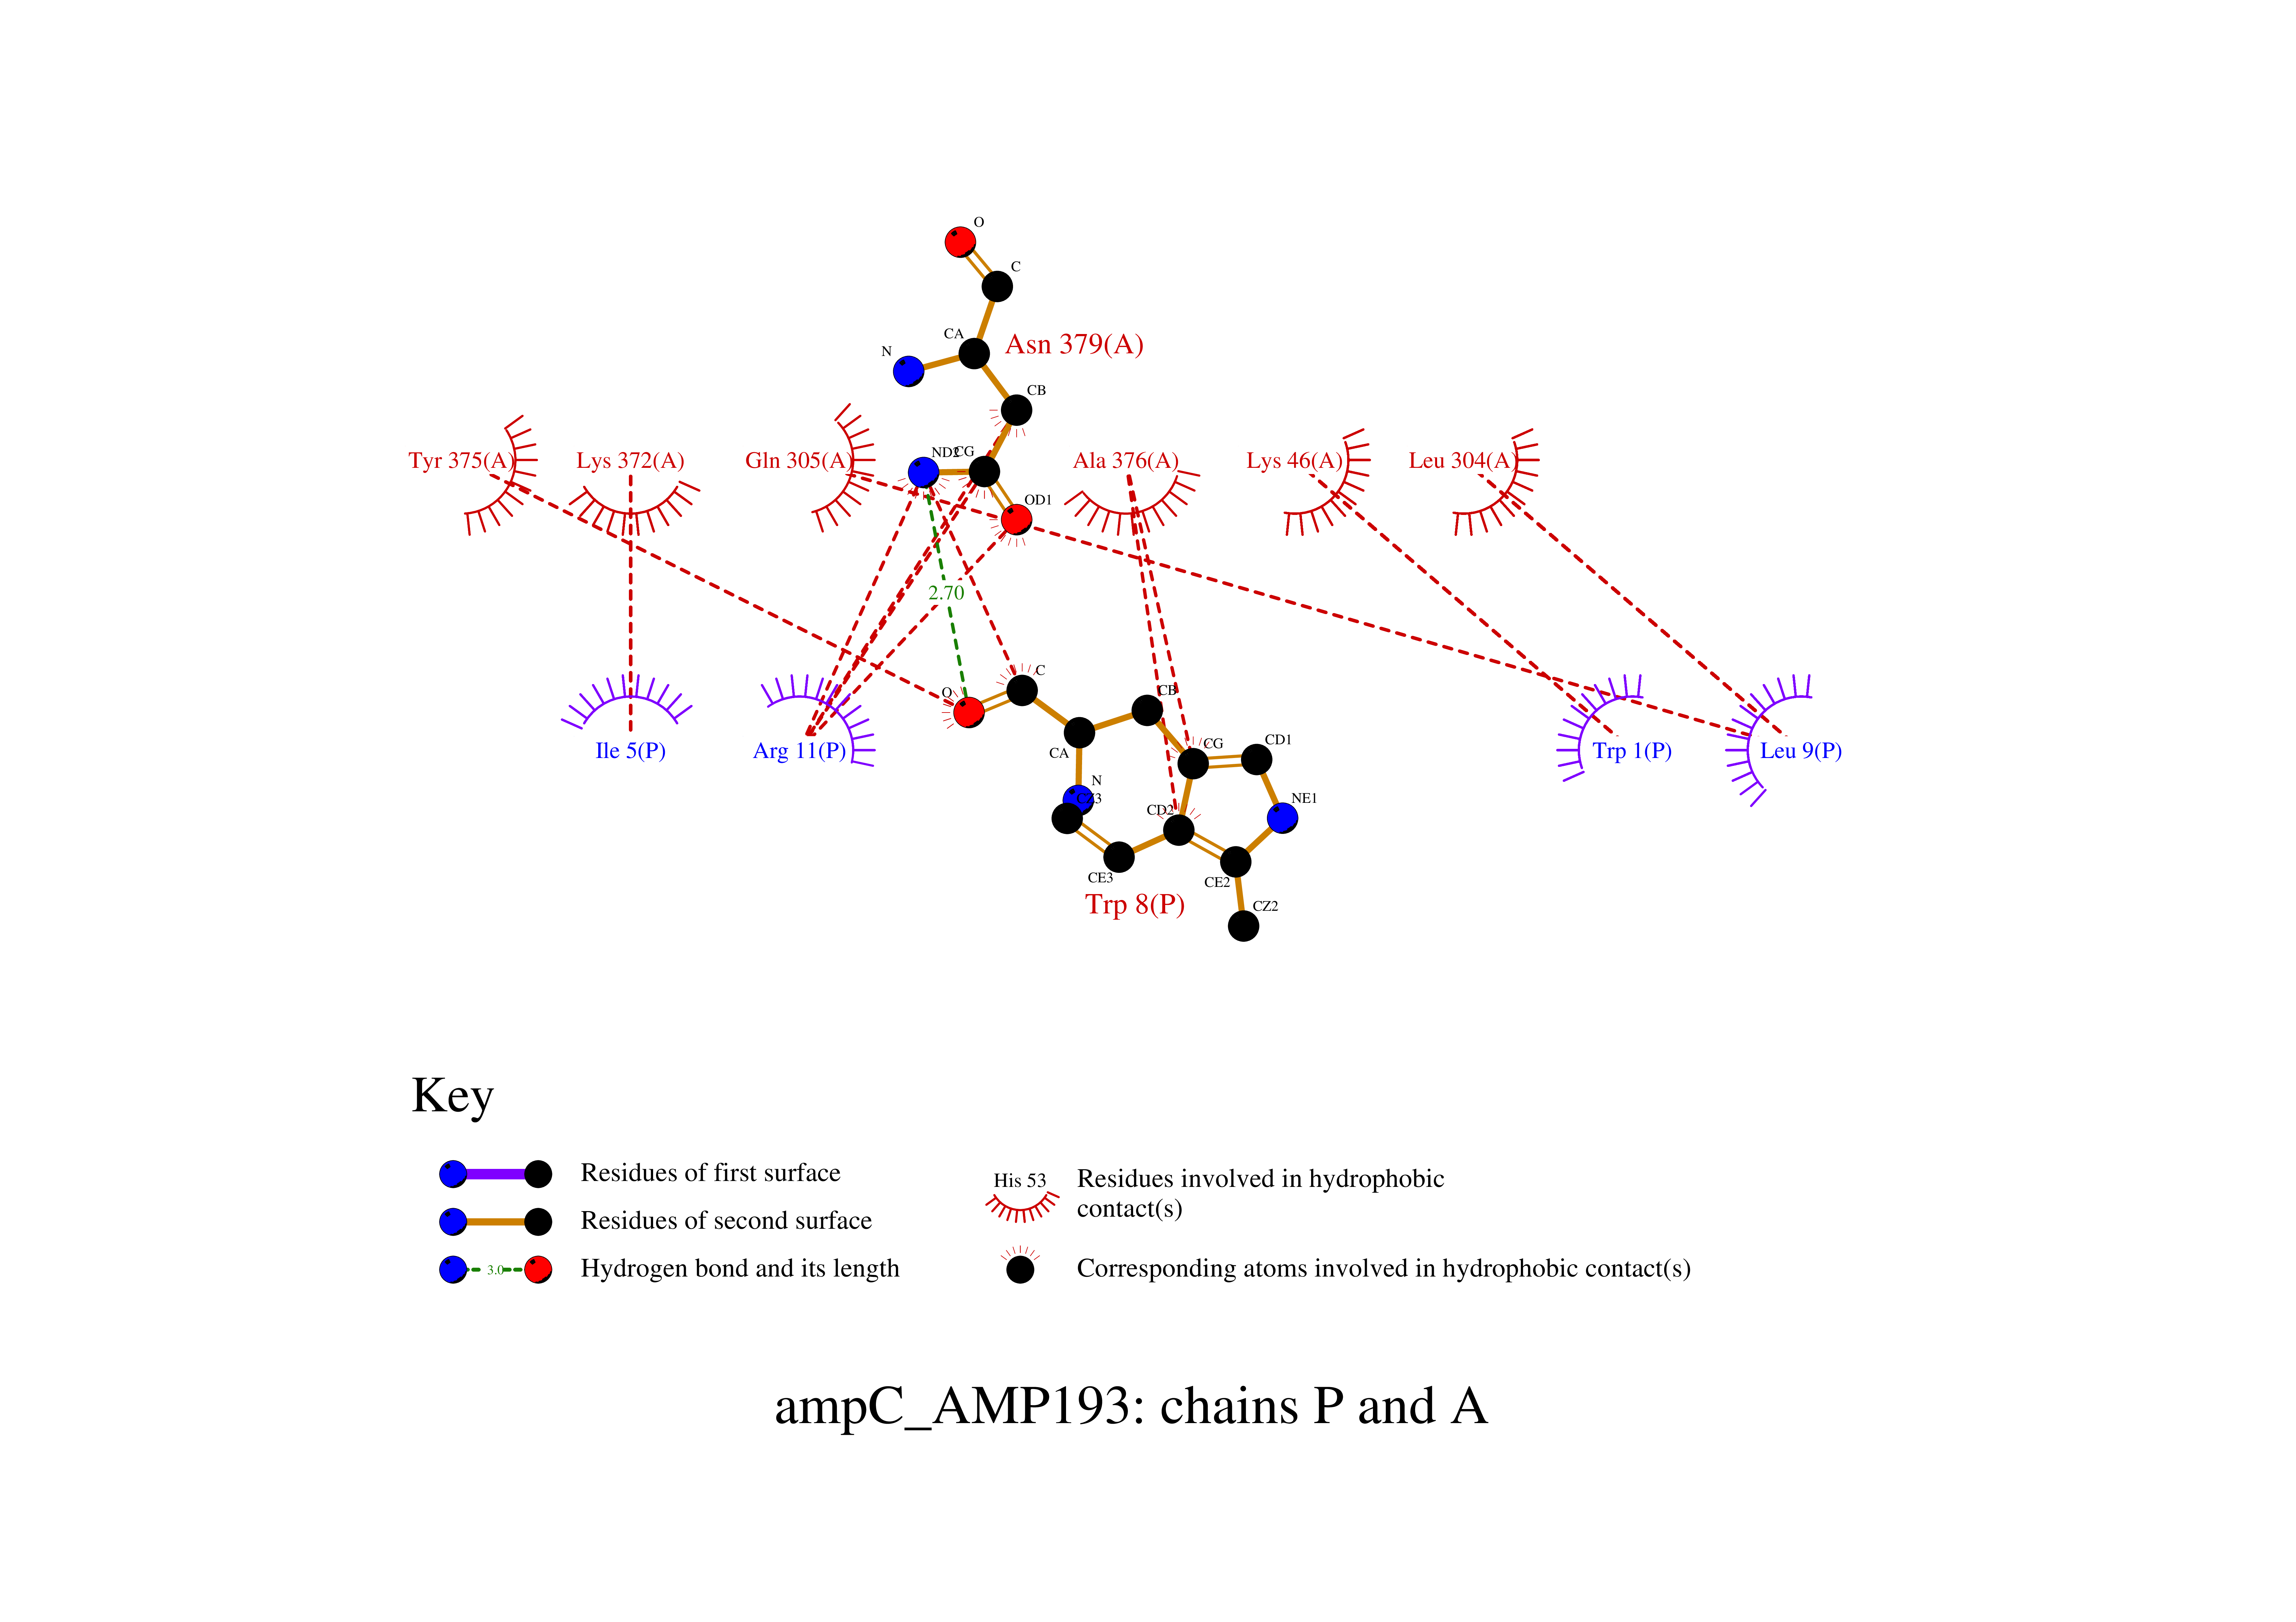 O
C
CA
Asn 379(A)
N
CB
Tyr 375(A)
Lys 372(A)
Gln 305(A)
ND2
CG
Ala 376(A)
Lys 46(A)
Leu 304(A)
OD1
2.70
C
O
CB
CA
CG
CD1
Ile 5(P)
Arg 11(P)
Trp 1(P)
Leu 9(P)
N
CZ3
CD2
NE1
CE3
CE2
Trp 8(P)
CZ2
Key
Residues of first surface
Residues of second surface
3.0
Hydrogen bond and its length
His 53
Residues involved in hydrophobic
contact(s)
Corresponding atoms involved in hydrophobic contact(s)
ampC_AMP193: chains P and A